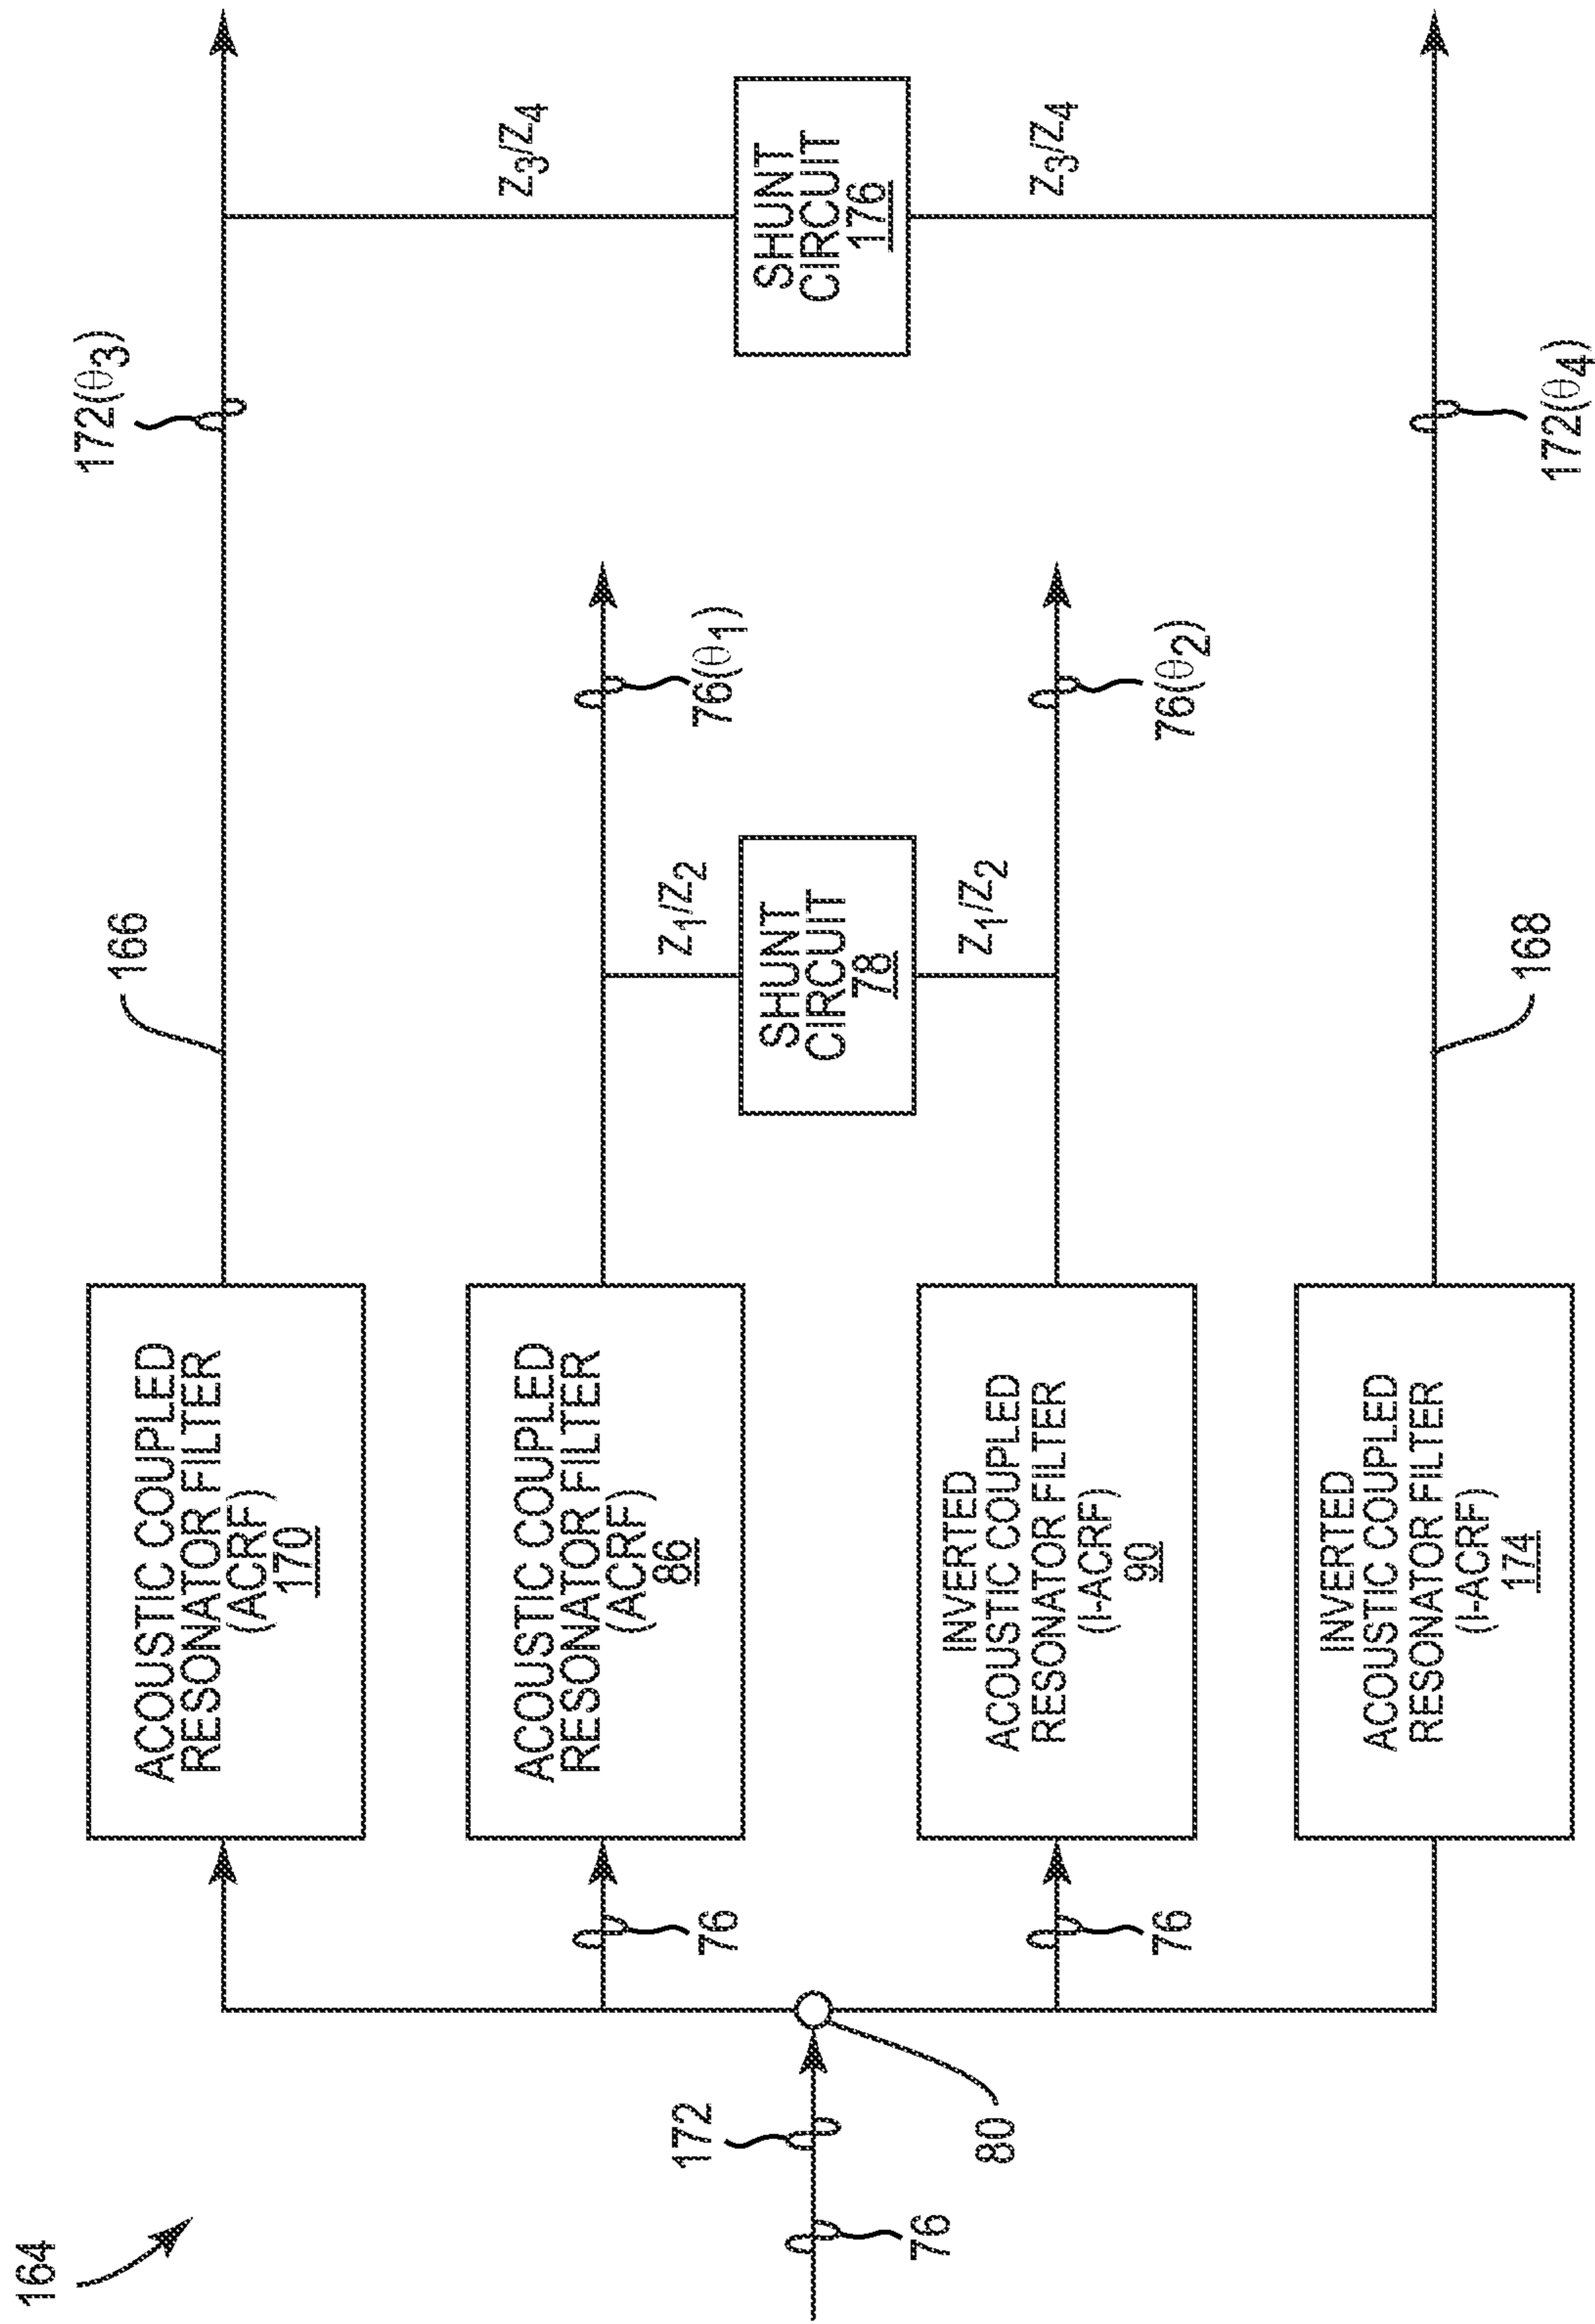 164
76
172
80
76
76
ACOUSTIC COUPLED
RESONATOR FILTER
(ACRF)
170
ACOUSTIC COUPLED
RESONATOR FILTER
(ACRF)
86
INVERTED
ACOUSTIC COUPLED
RESONATOR FILTER
(I-ACRF)
90
INVERTED
ACOUSTIC COUPLED
RESONATOR FILTER
(I-ACRF)
174
166
168
Z1/Z2
SHUNT
CIRCUIT
78
Z1/Z2
76(θ1)
76(θ2)
172(θ3)
172(θ4)
Z3/Z4
SHUNT
CIRCUIT
176
Z3/Z4